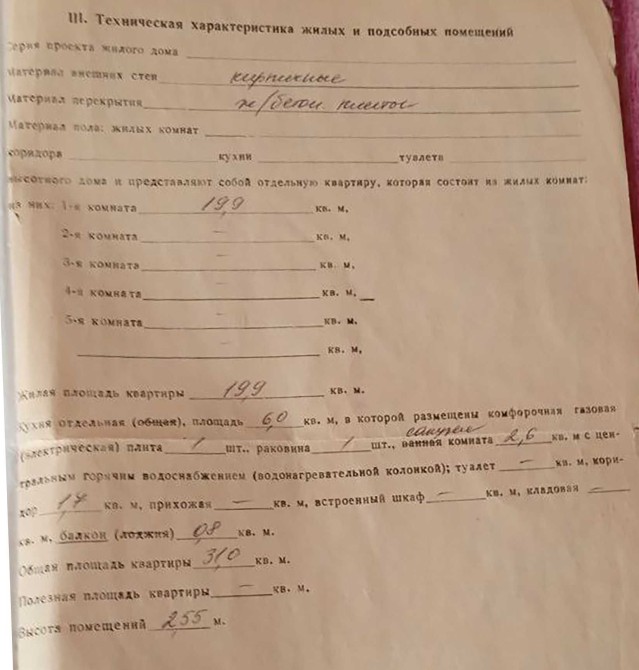 III. Техническая характеристика жилых и подсобных помещений
Серия проекта жилого дома
Материал внешних стен кирпичные
Материал перекрытия ж/бетон. плиты
Материал пола: жилых комнат
коридора кухни туалета
высотного дома и представляют собой отдельную квартиру, которая состоит из жилых комнат:
из них: 1-я комната 19,9 кв. м,
2-я комната — кв. м,
3-я комната — кв. м,
4-я комната кв. м,
5-я комната — кв. м,
кв. м,
Жилая площадь квартиры 19,9 кв. м.
Кухня отдельная (общая), площадь 6,0 кв. м, в которой размещены комфорочная газовая
санузел
(электрическая) плита 1 шт., раковина 1 шт., ванная комната 2,6 кв. м с цен-
тральным горячим водоснабжением (водонагревательной колонкой); туалет — кв. м, кори-
дор 1,7 кв. м, прихожая — кв. м, встроенный шкаф — кв. м, кладовая —
кв. м, балкон (лоджия) 0,8 кв. м.
Общая площадь квартиры 31,0 кв. м.
Полезная площадь квартиры — кв. м.
Высота помещений 2,55 м.